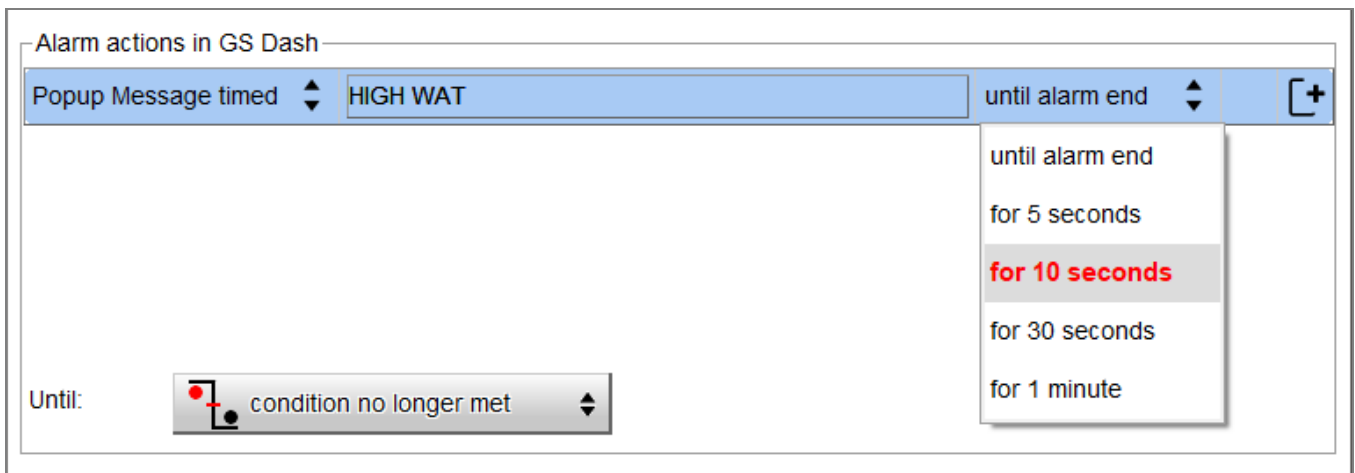 Alarm actions in GS Dash
Popup Message timed HIGH WAT until alarm end
until alarm end
for 5 seconds
for 10 seconds
for 30 seconds
for 1 minute
Until: condition no longer met